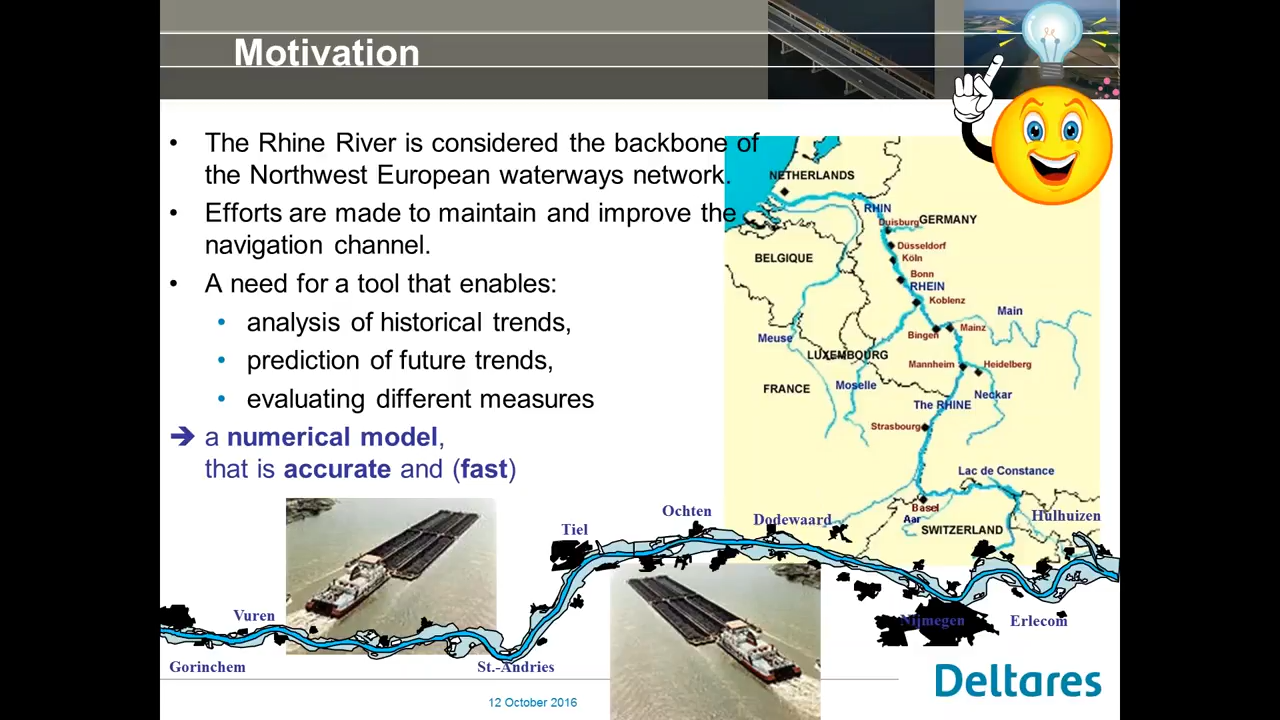 Motivation
• The Rhine River is considered the backbone of
the Northwest European waterways network.
• Efforts are made to maintain and improve the
navigation channel.
• A need for a tool that enables:
• analysis of historical trends,
• prediction of future trends,
• evaluating different measures
➔ a numerical model,
that is accurate and (fast)
NETHERLANDS
RHIN
Duisburg
GERMANY
Düsseldorf
BELGIQUE
Köln
Bonn
RHEIN
Koblenz
Main
Mainz
Bingen
Meuse
LUXEMBOURG
Mannheim
Heidelberg
FRANCE
Moselle
Neckar
The RHINE
Strasbourg
Lac de Constance
Basel
Aar
SWITZERLAND
Hulhuizen
Ochten
Dodewaard
Tiel
Vuren
Nijmegen
Erlecom
Gorinchem
St.-Andries
Deltares
12 October 2016